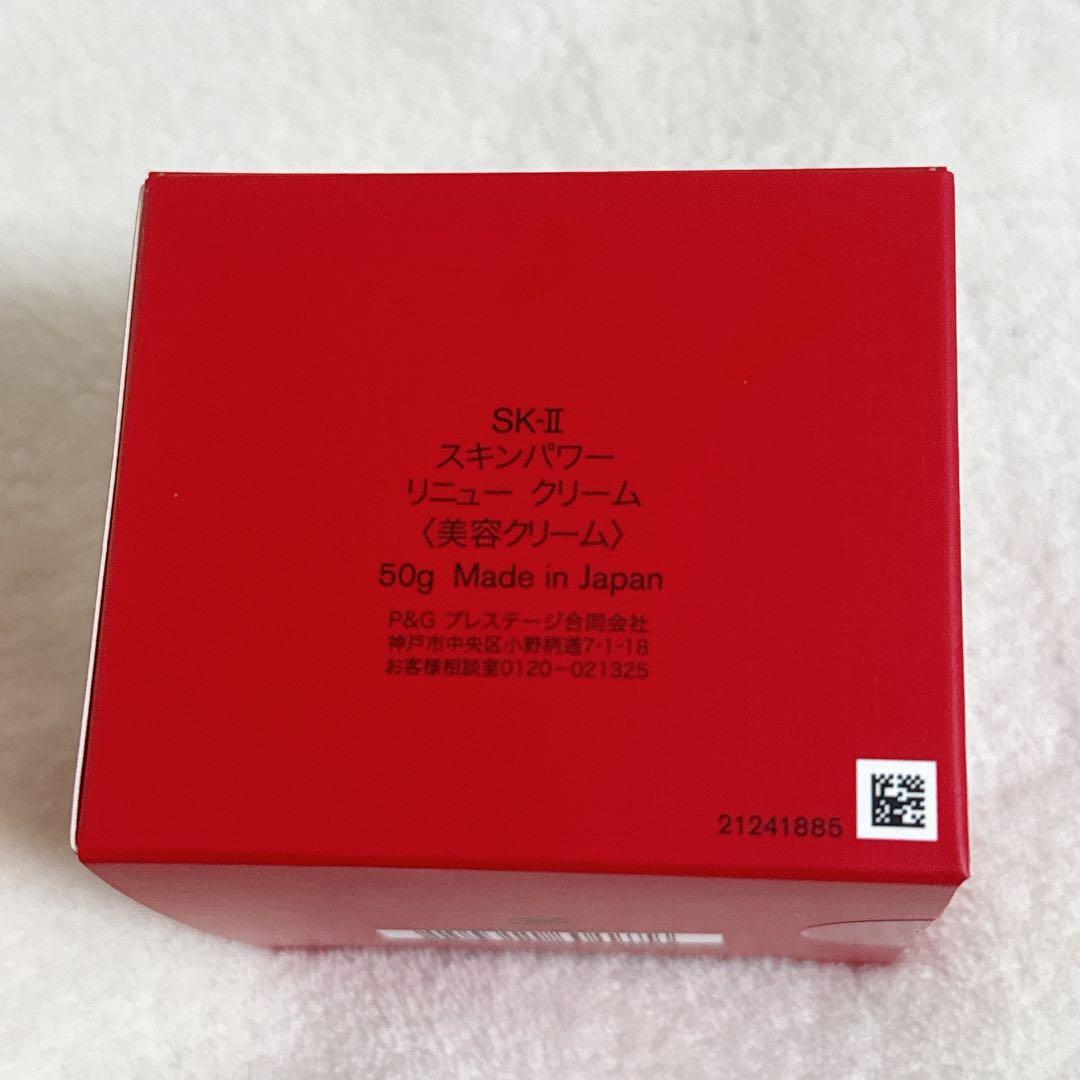 SK-Ⅱ
スキンパワー
リニュー クリーム
〈美容クリーム〉
50g Made in Japan
P&G プレステージ合同会社
神戸市中央区小野柄通7-1-18
お客様相談室0120-021325
21241885